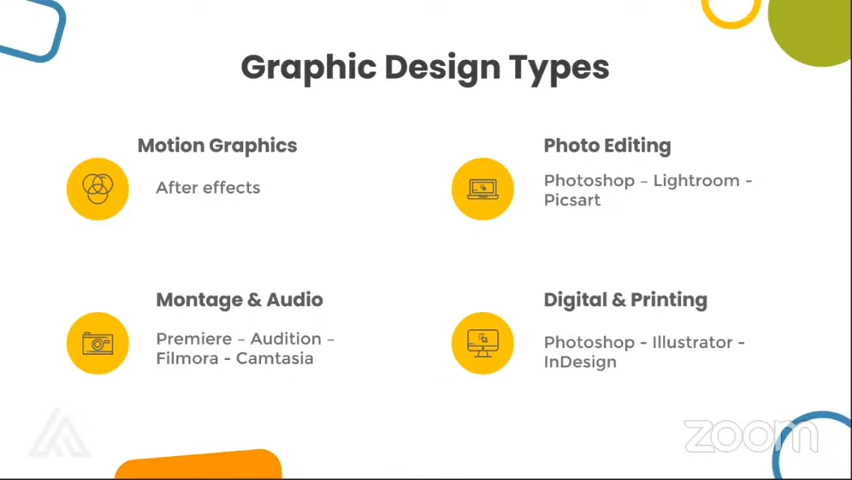 Graphic Design Types
Motion Graphics
After effects
Photo Editing
Photoshop – Lightroom -
Picsart
Montage & Audio
Premiere – Audition –
Filmora - Camtasia
Digital & Printing
Photoshop - Illustrator -
InDesign
zoom